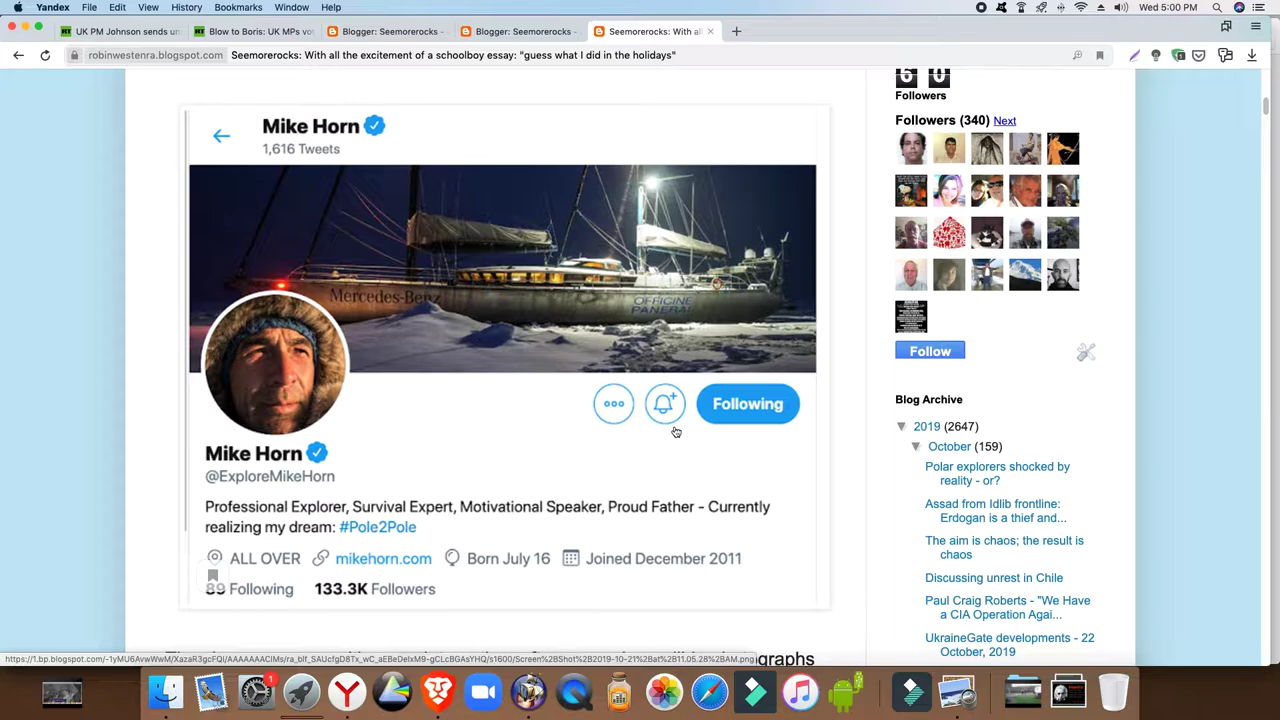 Yandex File Edit View History Bookmarks Window Help Wed 5:00 PM
UK PM Johnson sends un
Blow to Boris: UK MPs vo
Blogger: Seemorerocks -
Blogger: Seemorerocks -
Seemorerocks: With al
robinwestenra.blogspot.com Seemorerocks: With all the excitement of a schoolboy essay: "guess what I did in the holidays"
Mike Horn
1,616 Tweets
Mercedes-Benz
OFFICINE
PANERAI
Following
Mike Horn
@ExploreMikeHorn
Professional Explorer, Survival Expert, Motivational Speaker, Proud Father - Currently
realizing my dream: #Pole2Pole
ALL OVER mikehorn.com Born July 16 Joined December 2011
89 Following 133.3K Followers
6 0
Followers
Followers (340) Next
Follow
Blog Archive
2019 (2647)
October (159)
Polar explorers shocked by
reality - or?
Assad from Idlib frontline:
Erdogan is a thief and...
The aim is chaos; the result is
chaos
Discussing unrest in Chile
Paul Craig Roberts - "We Have
a CIA Operation Agai...
UkraineGate developments - 22
October, 2019
1